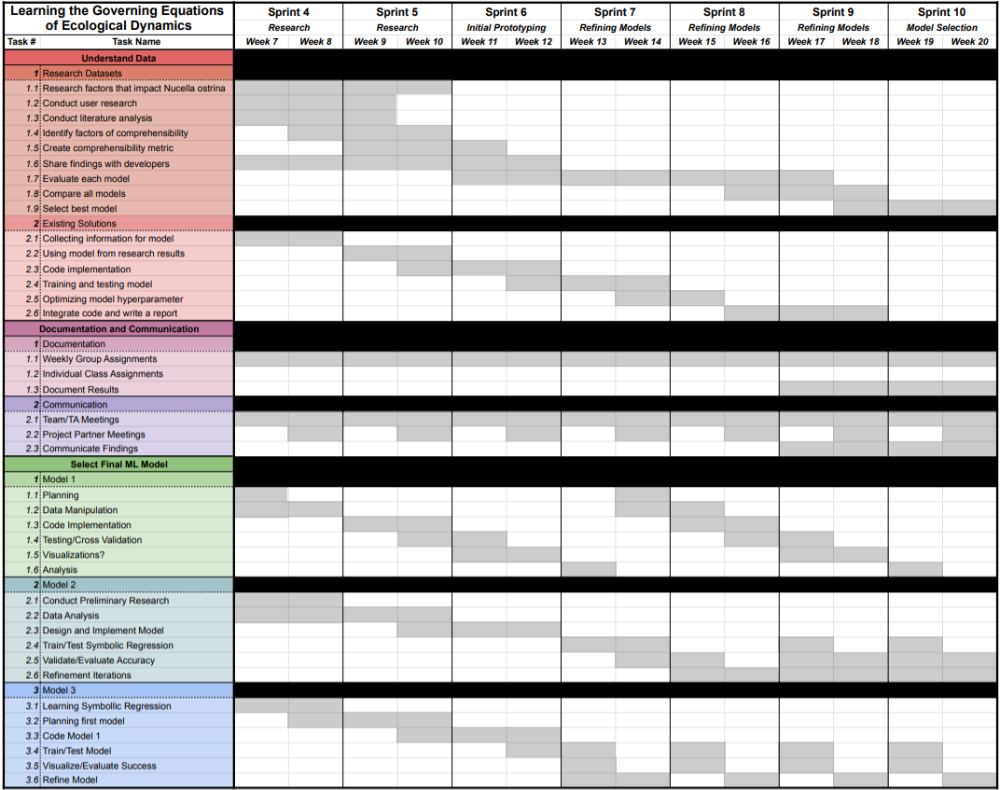 Learning the Governing Equations
of Ecological Dynamics
Sprint 4 Sprint 5 Sprint 6 Sprint 7 Sprint 8 Sprint 9 Sprint 10
Research Research Initial Prototyping Refining Models Refining Models Refining Models Model Selection
Task # Task Name Week 7 Week 8 Week 9 Week 10 Week 11 Week 12 Week 13 Week 14 Week 15 Week 16 Week 17 Week 18 Week 19 Week 20
Understand Data
1 Research Datasets
1.1 Research factors that impact Nucella ostrina
1.2 Conduct user research
1.3 Conduct literature analysis
1.4 Identify factors of comprehensibility
1.5 Create comprehensibility metric
1.6 Share findings with developers
1.7 Evaluate each model
1.8 Compare all models
1.9 Select best model
2 Existing Solutions
2.1 Collecting information for model
2.2 Using model from research results
2.3 Code implementation
2.4 Training and testing model
2.5 Optimizing model hyperparameter
2.6 Integrate code and write a report
Documentation and Communication
1 Documentation
1.1 Weekly Group Assignments
1.2 Individual Class Assignments
1.3 Document Results
2 Communication
2.1 Team/TA Meetings
2.2 Project Partner Meetings
2.3 Communicate Findings
Select Final ML Model
1 Model 1
1.1 Planning
1.2 Data Manipulation
1.3 Code Implementation
1.4 Testing/Cross Validation
1.5 Visualizations?
1.6 Analysis
2 Model 2
2.1 Conduct Preliminary Research
2.2 Data Analysis
2.3 Design and Implement Model
2.4 Train/Test Symbolic Regression
2.5 Validate/Evaluate Accuracy
2.6 Refinement Iterations
3 Model 3
3.1 Learning Symbollic Regression
3.2 Planning first model
3.3 Code Model 1
3.4 Train/Test Model
3.5 Visualize/Evaluate Success
3.6 Refine Model